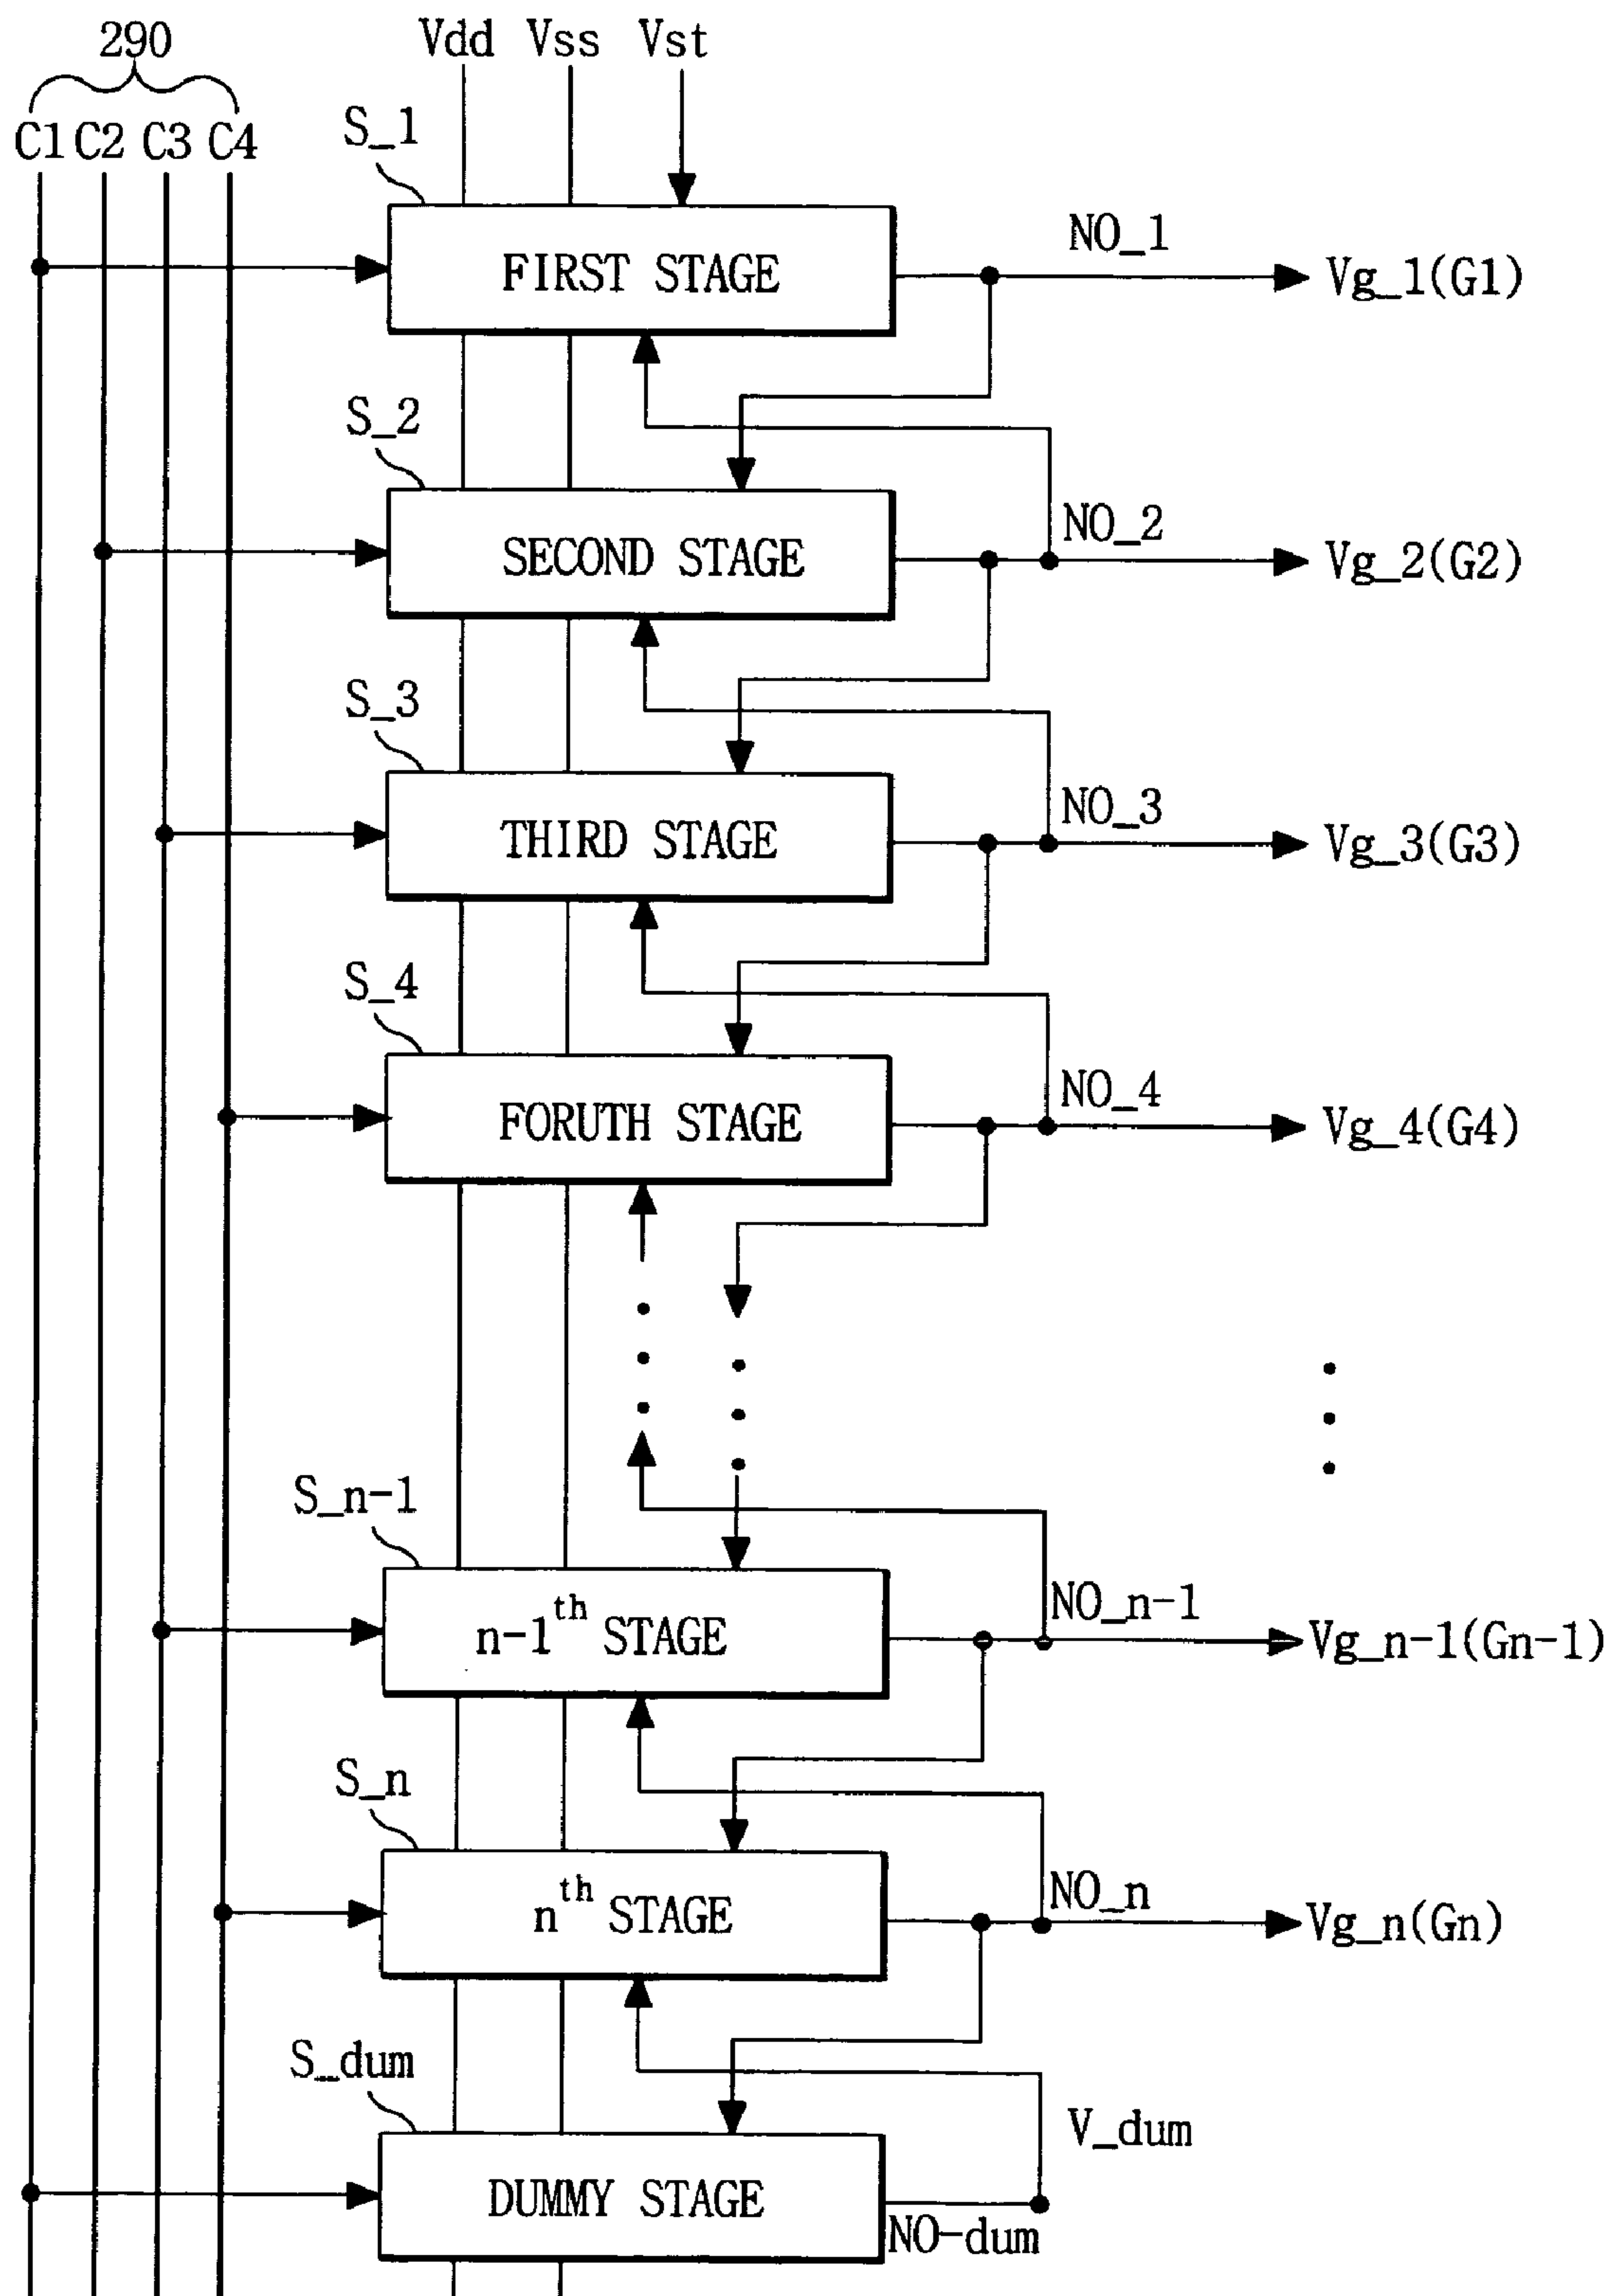 290
Vdd Vss Vst
C1 C2 C3 C4
S_1
FIRST STAGE
NO_1
Vg_1(G1)
S_2
SECOND STAGE
NO_2
Vg_2(G2)
S_3
THIRD STAGE
NO_3
Vg_3(G3)
S_4
FORUTH STAGE
NO_4
Vg_4(G4)
S_n-1
n-1th STAGE
NO_n-1
Vg_n-1(Gn-1)
S_n
nth STAGE
NO_n
Vg_n(Gn)
S_dum
DUMMY STAGE
V_dum
NO-dum